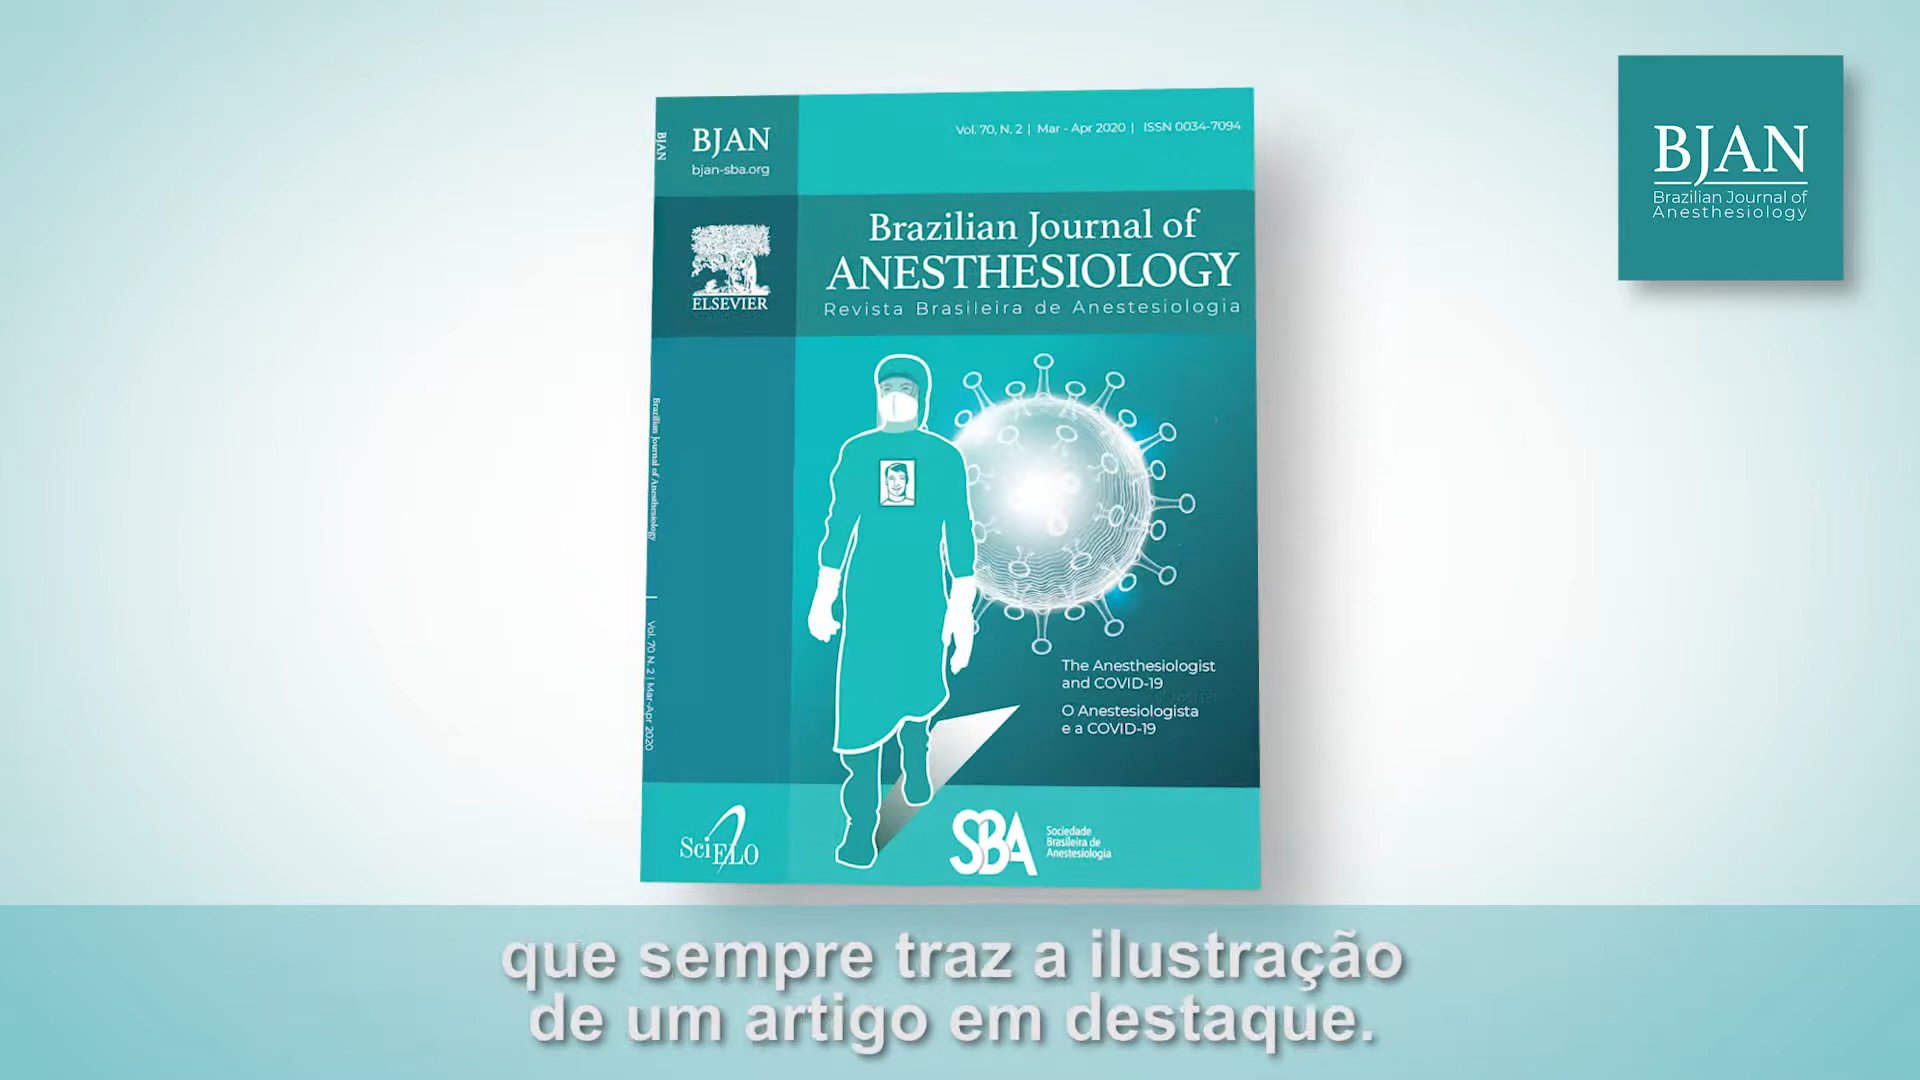 BJAN
bjan-sba.org
Vol. 70, N. 2 | Mar - Apr 2020 | ISSN 0034-7094
ELSEVIER
Brazilian Journal of
ANESTHESIOLOGY
Revista Brasileira de Anestesiologia
BJAN
Brazilian Journal of Anesthesiology
Vol. 70 N. 2 | Mar-Apr 2020
The Anesthesiologist
and COVID-19
O Anestesiologista
e a COVID-19
SciELO
SBA
Sociedade
Brasileira de
Anestesiologia
BJAN
Brazilian Journal of
Anesthesiology
que sempre traz a ilustração
de um artigo em destaque.